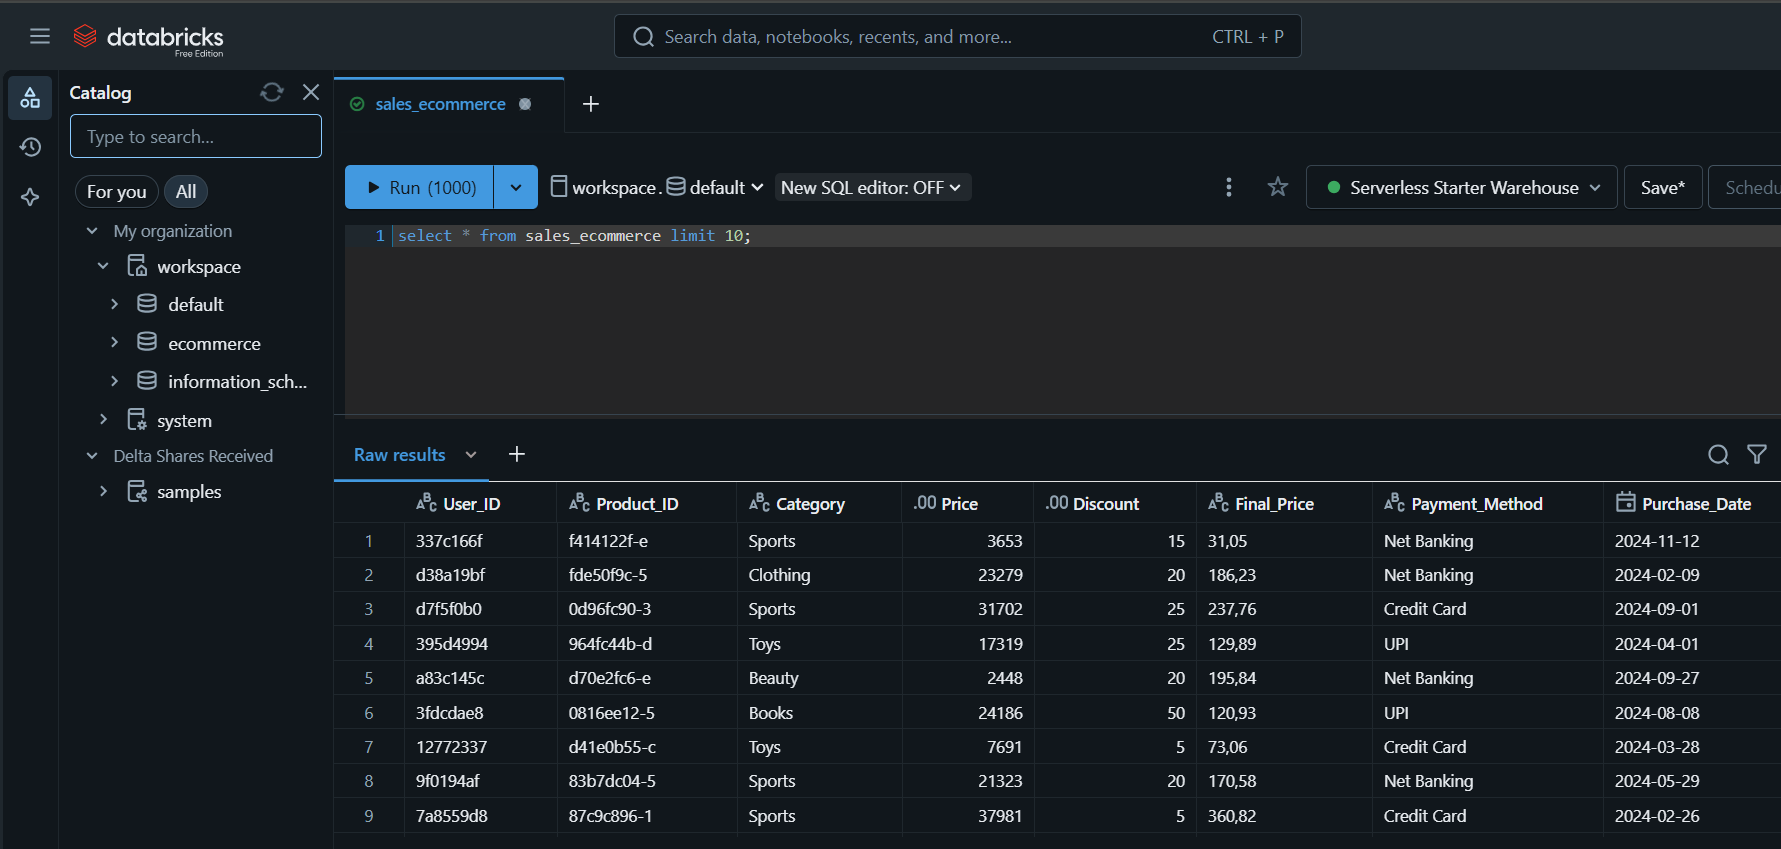 databricks
Free Edition
Search data, notebooks, recents, and more... CTRL + P
Catalog
Type to search...
For you All
My organization
workspace
default
ecommerce
information_sch...
system
Delta Shares Received
samples
sales_ecommerce
Run (1000) workspace . default New SQL editor: OFF Serverless Starter Warehouse Save* Schedu
1 select * from sales_ecommerce limit 10;
Raw results
User_ID Product_ID Category .00 Price .00 Discount Final_Price Payment_Method Purchase_Date
1 337c166f f414122f-e Sports 3653 15 31,05 Net Banking 2024-11-12
2 d38a19bf fde50f9c-5 Clothing 23279 20 186,23 Net Banking 2024-02-09
3 d7f5f0b0 0d96fc90-3 Sports 31702 25 237,76 Credit Card 2024-09-01
4 395d4994 964fc44b-d Toys 17319 25 129,89 UPI 2024-04-01
5 a83c145c d70e2fc6-e Beauty 2448 20 195,84 Net Banking 2024-09-27
6 3fdcdae8 0816ee12-5 Books 24186 50 120,93 UPI 2024-08-08
7 12772337 d41e0b55-c Toys 7691 5 73,06 Credit Card 2024-03-28
8 9f0194af 83b7dc04-5 Sports 21323 20 170,58 Net Banking 2024-05-29
9 7a8559d8 87c9c896-1 Sports 37981 5 360,82 Credit Card 2024-02-26